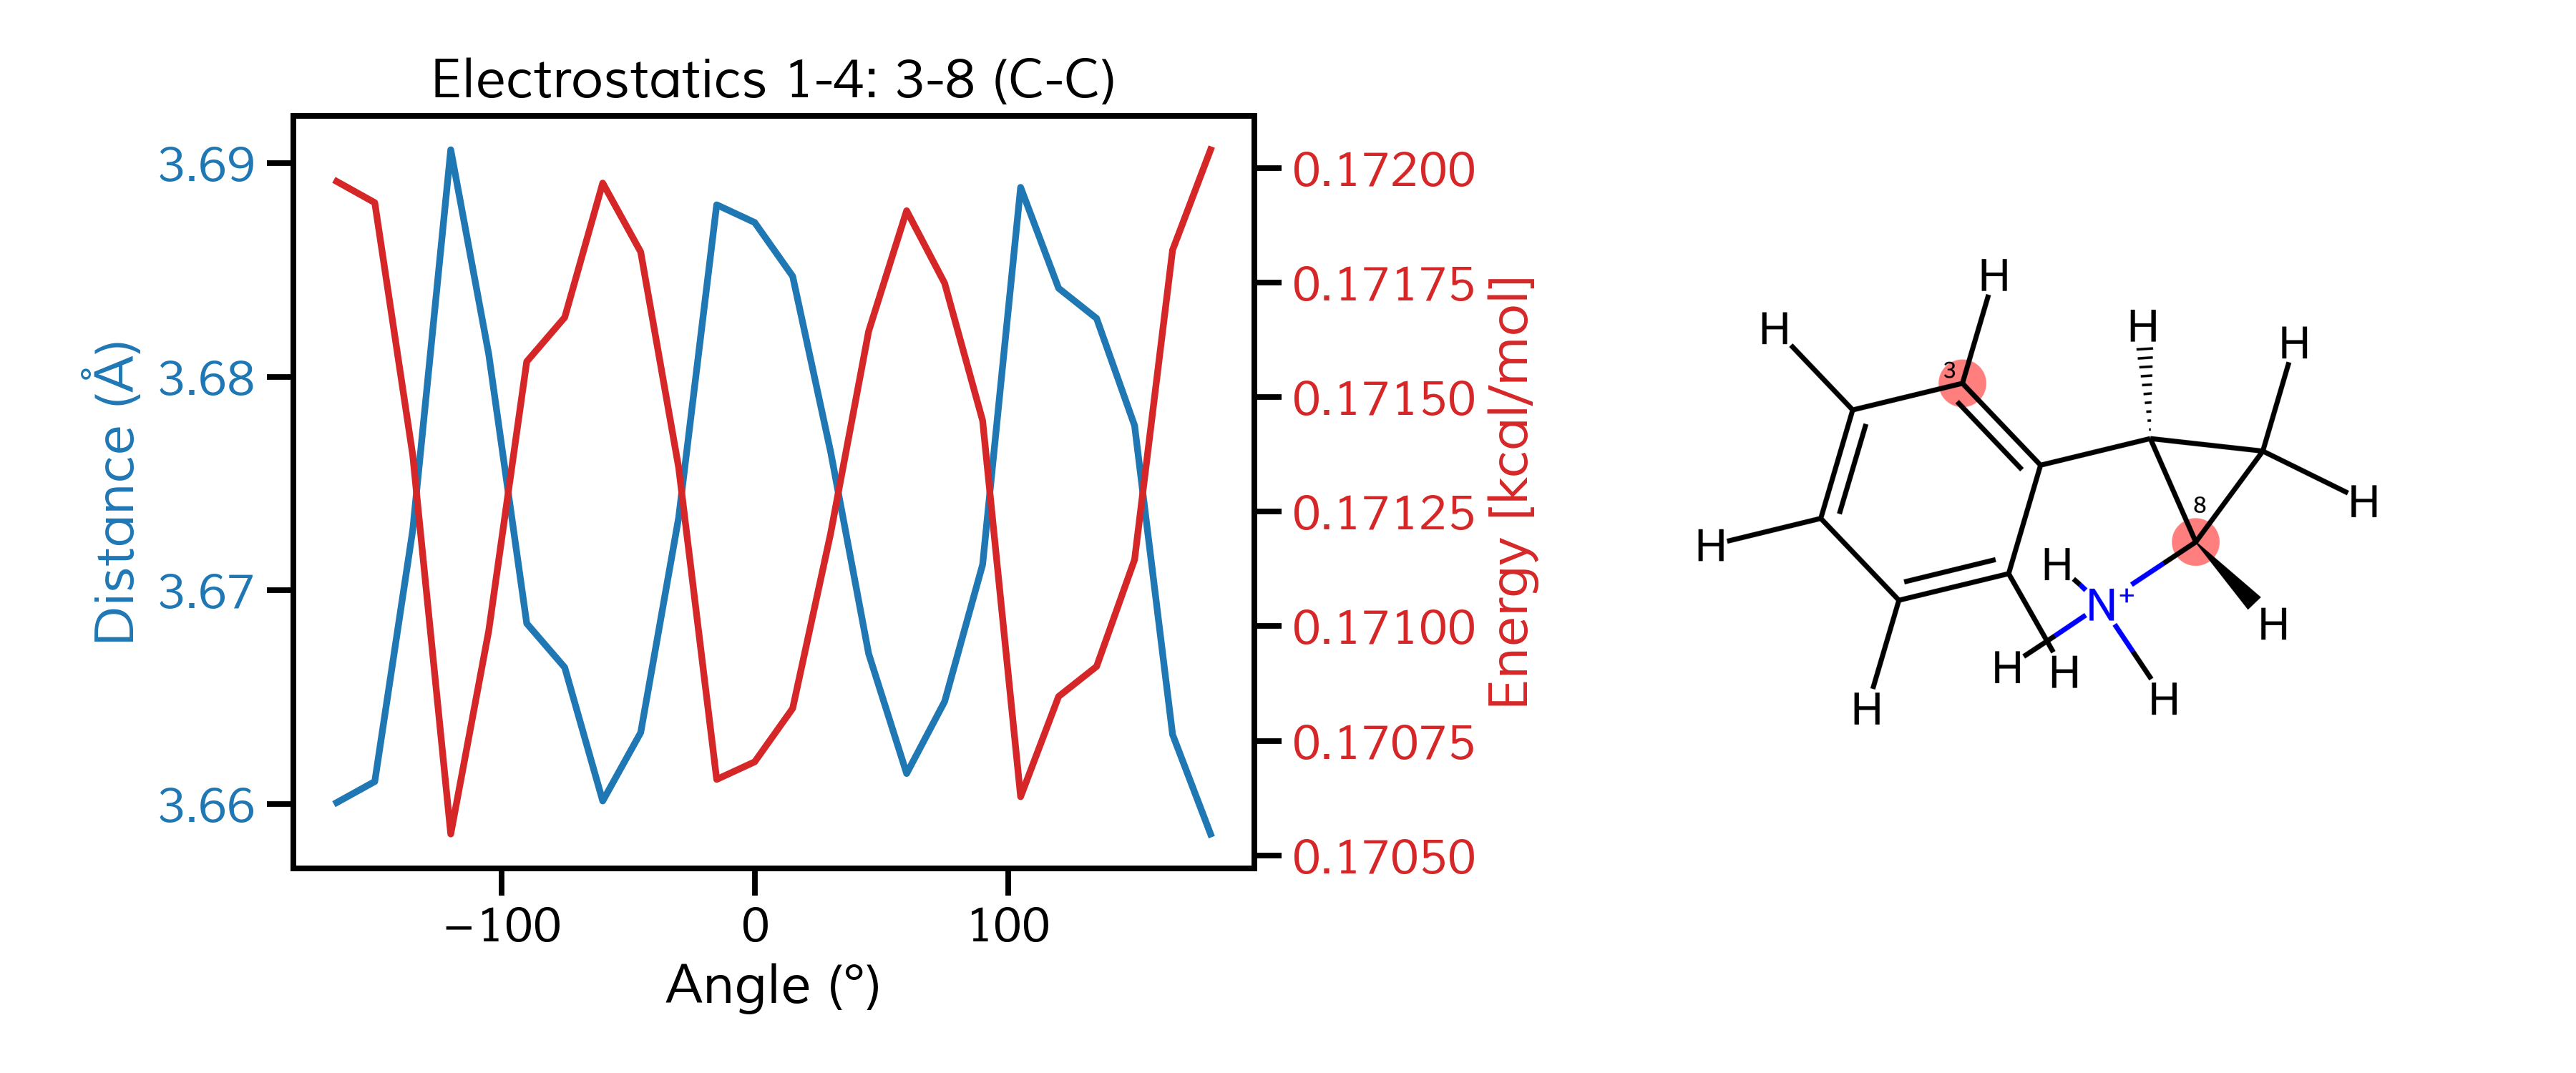 Electrostatics 1-4: 3-8 (C-C)
Distance (Å)
3.69
3.68
3.67
3.66
0.17200
0.17175
0.17150
0.17125
0.17100
0.17075
0.17050
Energy [kcal/mol]
−100 0 100
Angle (°)
H
H H H
3
H
8
H H
N+
H
H H
H H